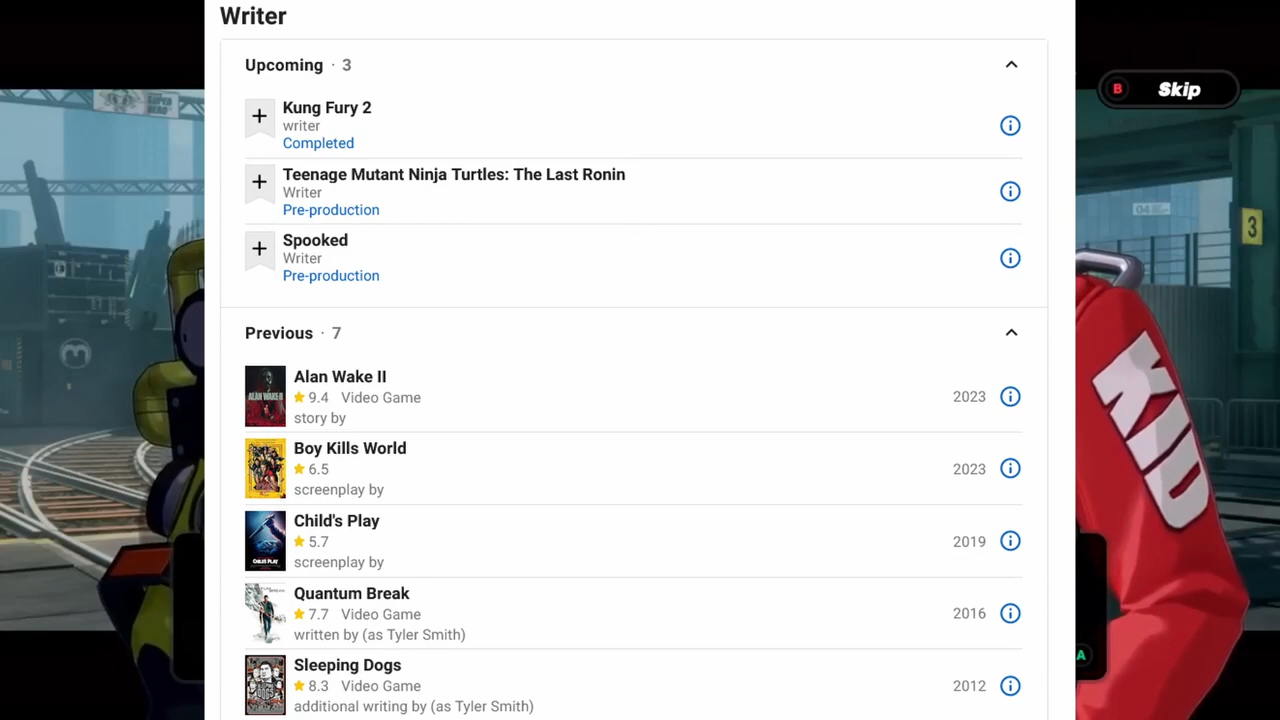 Writer
Upcoming · 3
Kung Fury 2
writer
Completed
Teenage Mutant Ninja Turtles: The Last Ronin
Writer
Pre-production
Spooked
Writer
Pre-production
Previous · 7
Alan Wake II
9.4 Video Game
story by
2023
Boy Kills World
6.5
screenplay by
2023
Child's Play
5.7
screenplay by
2019
Quantum Break
7.7 Video Game
written by (as Tyler Smith)
2016
Sleeping Dogs
8.3 Video Game
additional writing by (as Tyler Smith)
2012
B Skip
04
3
KID
A